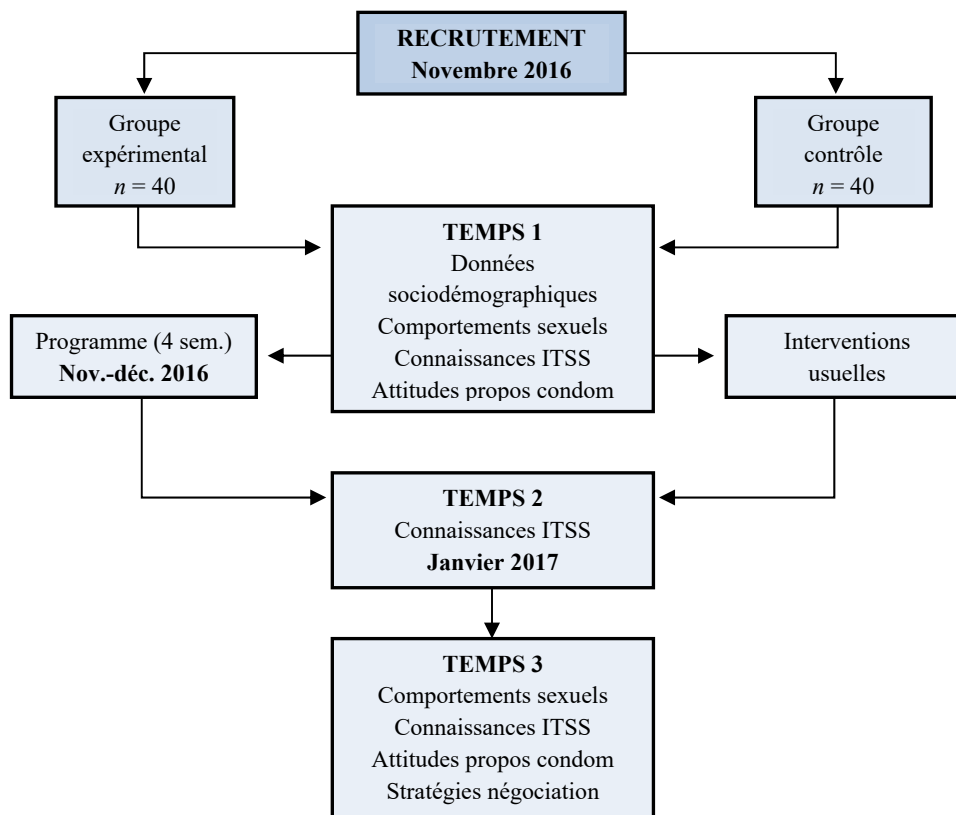 RECRUTEMENT
Novembre 2016
Groupe
expérimental
n = 40
Groupe
contrôle
n = 40
TEMPS 1
Données
sociodémographiques
Comportements sexuels
Connaissances ITSS
Attitudes propos condom
Programme (4 sem.)
Nov.-déc. 2016
Interventions
usuelles
TEMPS 2
Connaissances ITSS
Janvier 2017
TEMPS 3
Comportements sexuels
Connaissances ITSS
Attitudes propos condom
Stratégies négociation